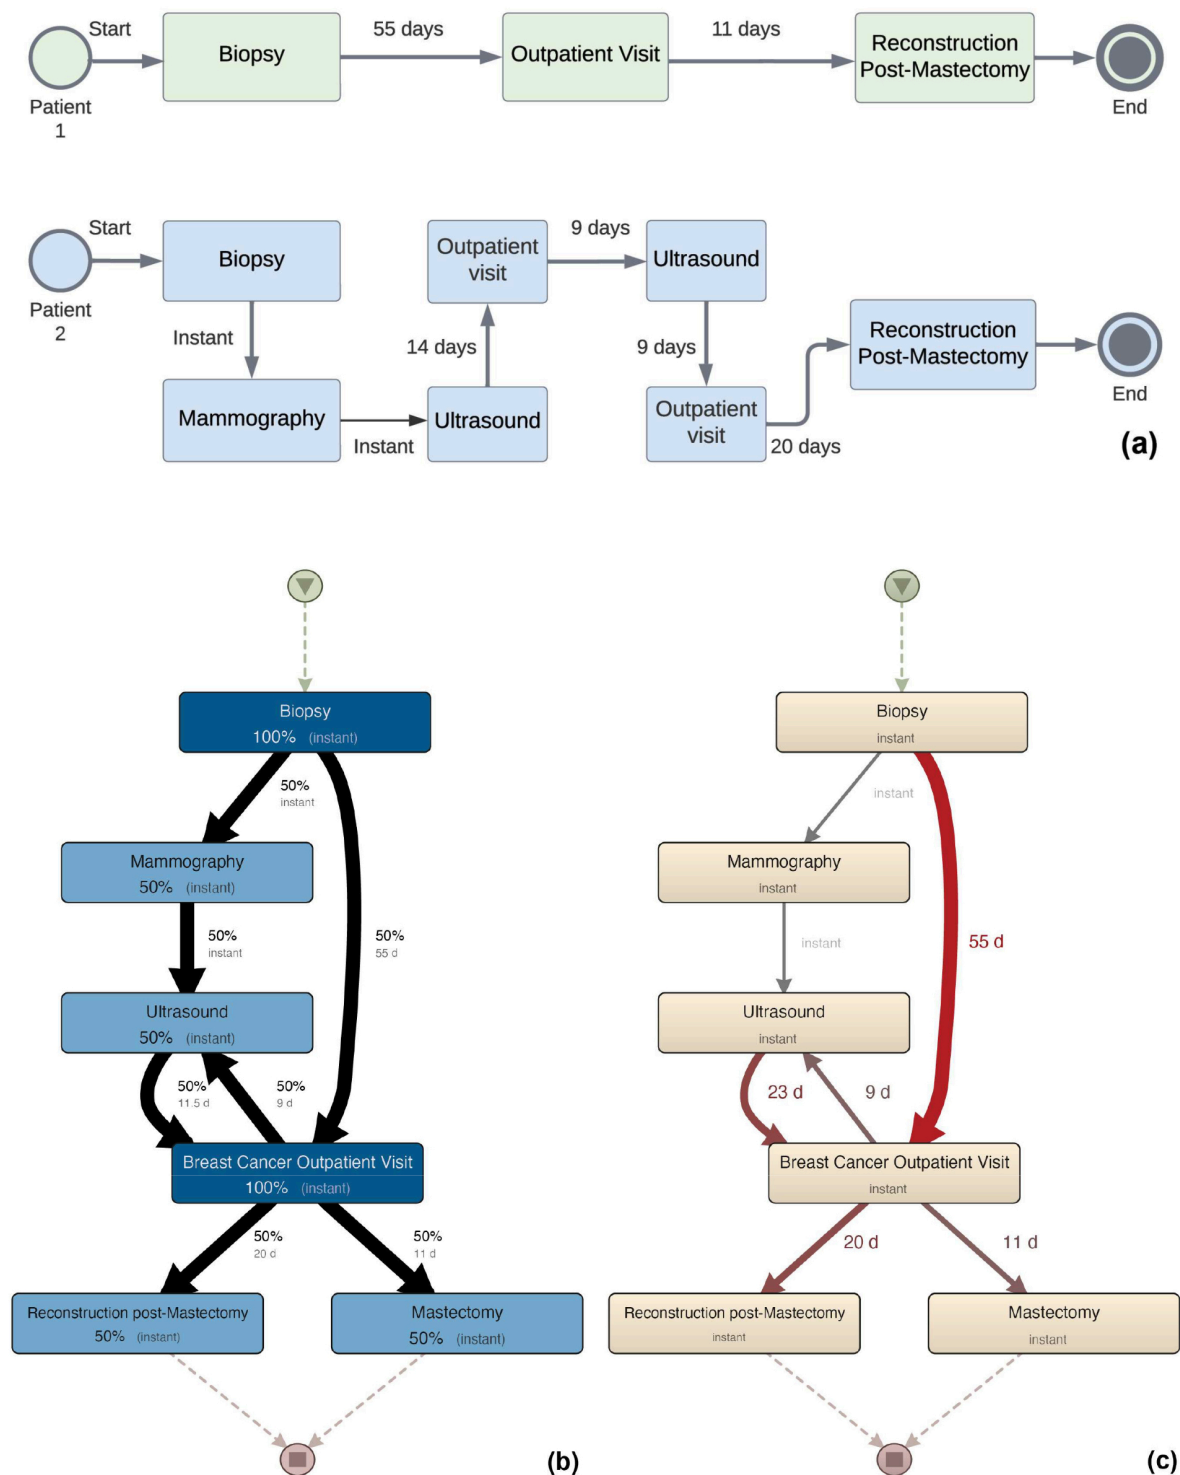 Start
55 days
11 days
Biopsy
Outpatient Visit
Reconstruction
Post-Mastectomy
Patient
1
End
Start
Biopsy
Outpatient
visit
9 days
Ultrasound
Patient
2
Instant
14 days
9 days
Reconstruction
Post-Mastectomy
Mammography
Instant
Ultrasound
Outpatient
visit
20 days
End
(a)
Biopsy
100% (instant)
50%
instant
Mammography
50% (instant)
50%
instant
50%
55 d
Ultrasound
50% (instant)
50%
11.5 d
50%
9 d
Breast Cancer Outpatient Visit
100% (instant)
50%
20 d
50%
11 d
Reconstruction post-Mastectomy
50% (instant)
Mastectomy
50% (instant)
(b)
Biopsy
instant
instant
Mammography
instant
instant
55 d
Ultrasound
instant
23 d
9 d
Breast Cancer Outpatient Visit
instant
20 d
11 d
Reconstruction post-Mastectomy
instant
Mastectomy
instant
(c)